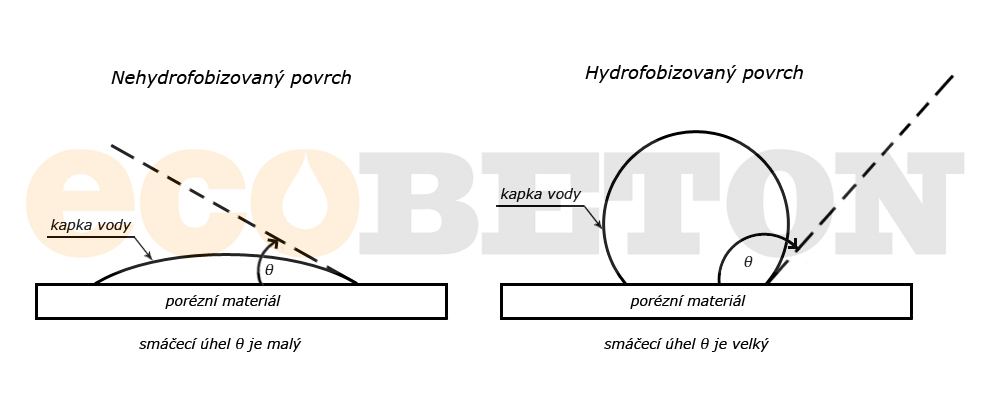 Nehydrofobizovaný povrch
Hydrofobizovaný povrch
ecoBETON
kapka vody
kapka vody
θ
θ
porézní materiál
porézní materiál
smáčecí úhel θ je malý
smáčecí úhel θ je velký